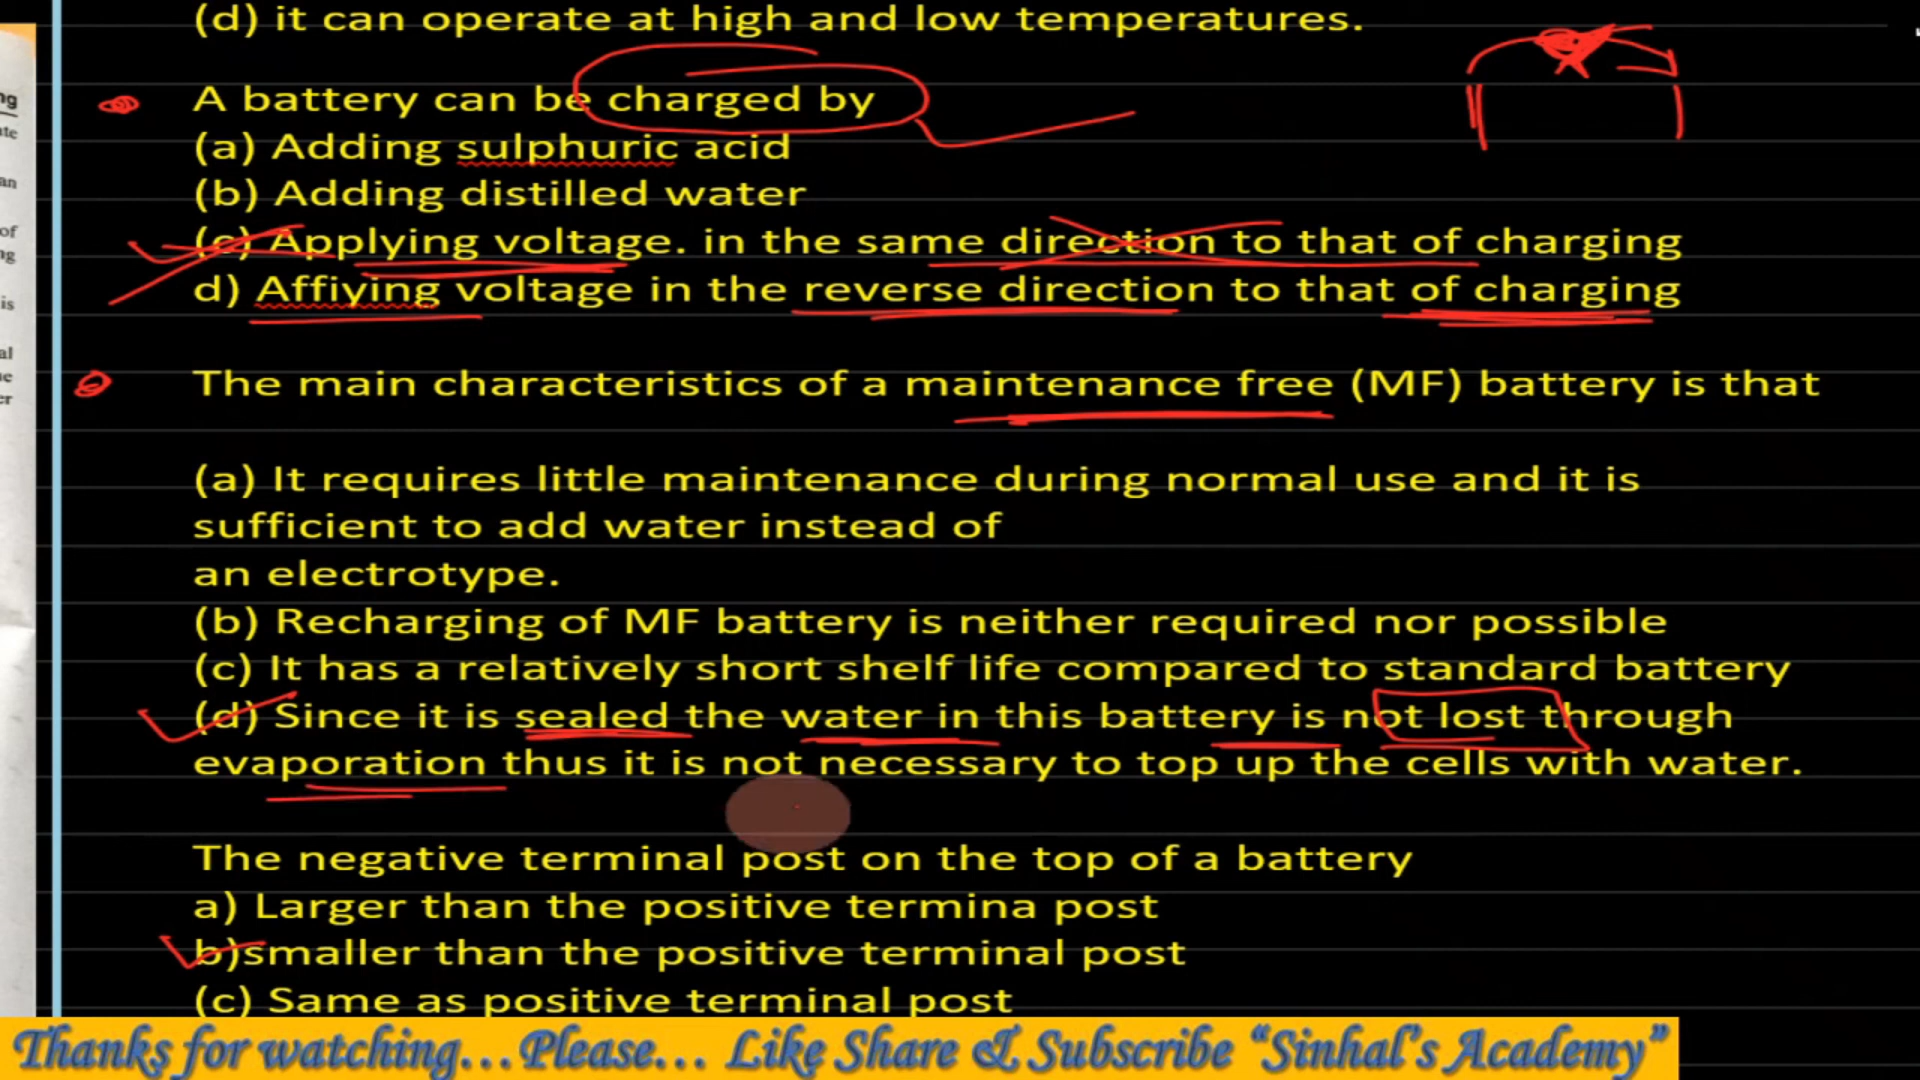 (d) it can operate at high and low temperatures.
A battery can be charged by
(a) Adding sulphuric acid
(b) Adding distilled water
(c) Applying voltage. in the same direction to that of charging
d) Affiying voltage in the reverse direction to that of charging
The main characteristics of a maintenance free (MF) battery is that
(a) It requires little maintenance during normal use and it is
sufficient to add water instead of
an electrotype.
(b) Recharging of MF battery is neither required nor possible
(c) It has a relatively short shelf life compared to standard battery
(d) Since it is sealed the water in this battery is not lost through
evaporation thus it is not necessary to top up the cells with water.
The negative terminal post on the top of a battery
a) Larger than the positive termina post
b)smaller than the positive terminal post
(c) Same as positive terminal post
Thanks for watching... Please... Like Share & Subscribe “Sinhal's Academy”